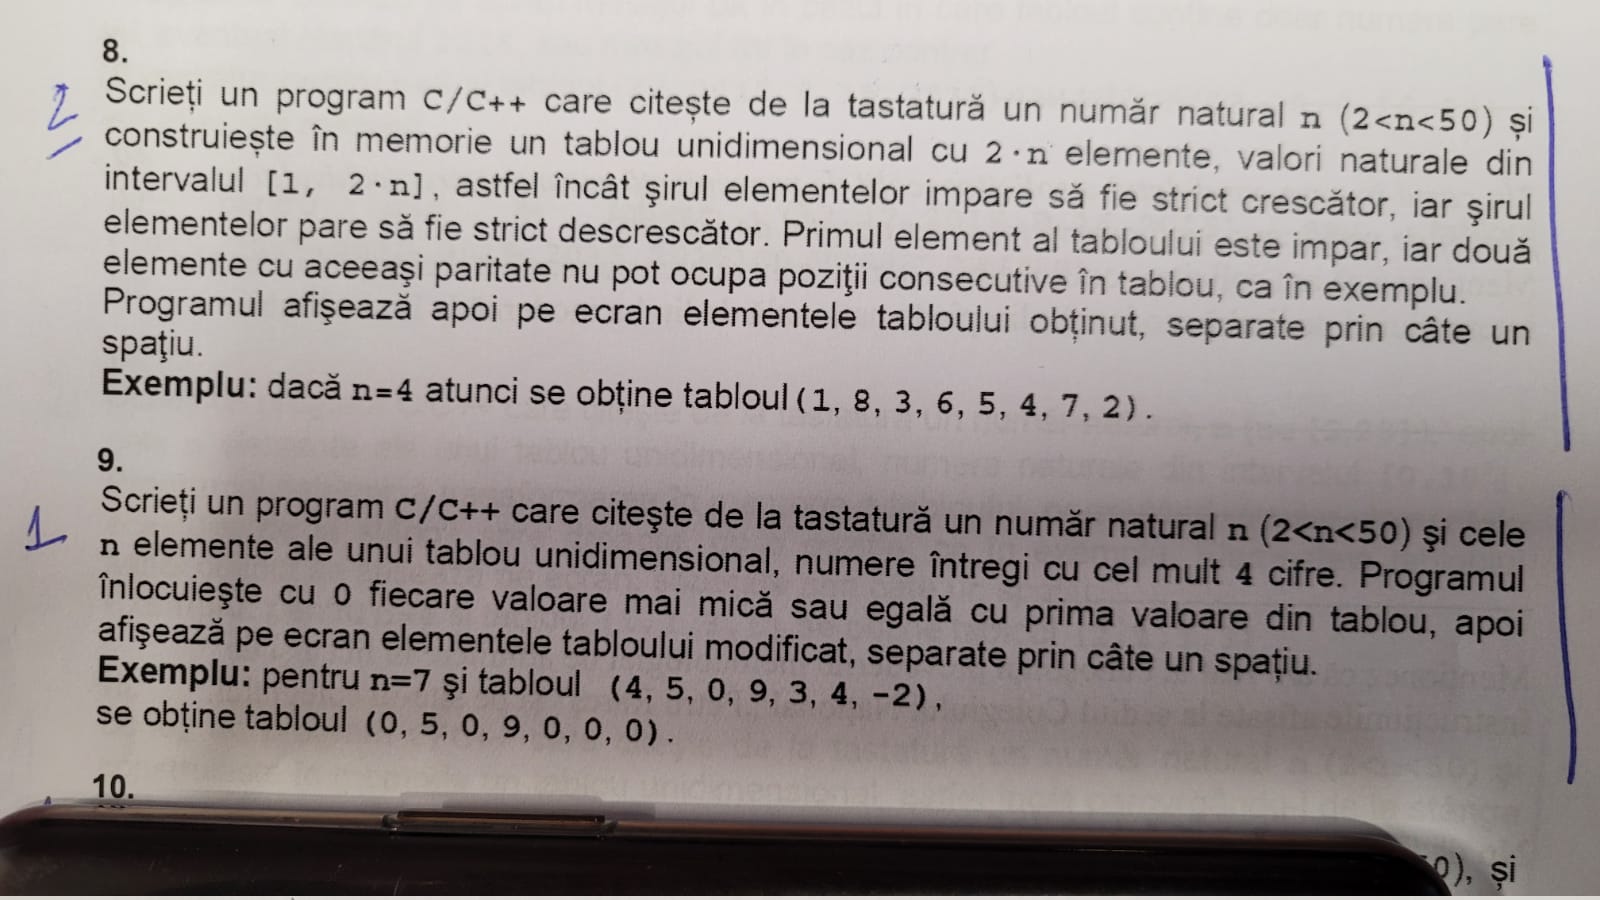 8.
2
Scrieți un program C/C++ care citește de la tastatură un număr natural n (2<n<50) și
construiește în memorie un tablou unidimensional cu 2·n elemente, valori naturale din
intervalul [1, 2·n], astfel încât şirul elementelor impare să fie strict crescător, iar şirul
elementelor pare să fie strict descrescător. Primul element al tabloului este impar, iar două
elemente cu aceeaşi paritate nu pot ocupa poziţii consecutive în tablou, ca în exemplu.
Programul afişează apoi pe ecran elementele tabloului obţinut, separate prin câte un
spaţiu.
Exemplu: dacă n=4 atunci se obține tabloul (1, 8, 3, 6, 5, 4, 7, 2).
9.
1
Scrieți un program C/C++ care citeşte de la tastatură un număr natural n (2<n<50) şi cele
n elemente ale unui tablou unidimensional, numere întregi cu cel mult 4 cifre. Programul
înlocuieşte cu 0 fiecare valoare mai mică sau egală cu prima valoare din tablou, apoi
afişează pe ecran elementele tabloului modificat, separate prin câte un spațiu.
Exemplu: pentru n=7 şi tabloul (4, 5, 0, 9, 3, 4, -2),
se obține tabloul (0, 5, 0, 9, 0, 0, 0).
10.
0), și